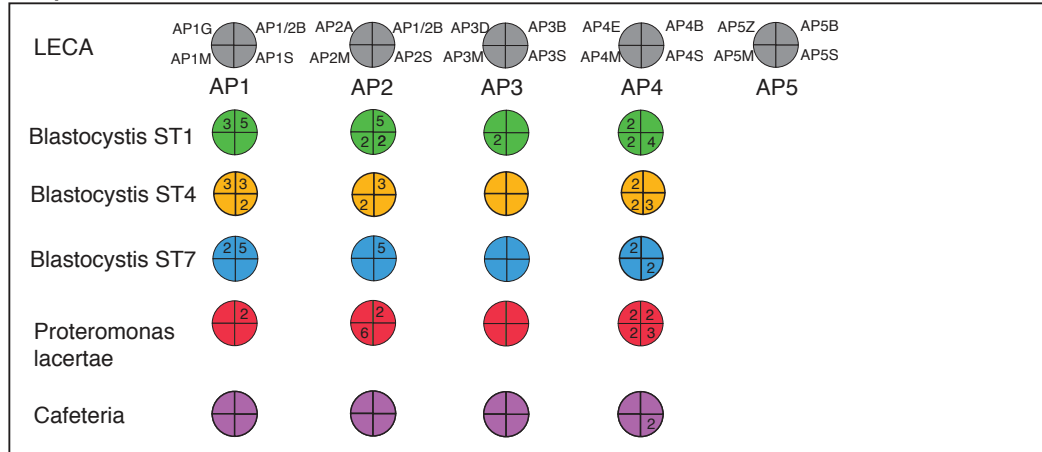 AP1G AP1/2B AP2A AP1/2B AP3D AP3B AP4E AP4B AP5Z AP5B
LECA
AP1M AP1S AP2M AP2S AP3M AP3S AP4M AP4S AP5M AP5S
AP1 AP2 AP3 AP4 AP5
3 5 5 2
Blastocystis ST1
2 2 2 2 4
3 3 3 2
Blastocystis ST4
2 2 2 3
2 5 5 2
Blastocystis ST7
2
2 2 2 2
Proteromonas
6 2 3
lacertae
Cafeteria
2